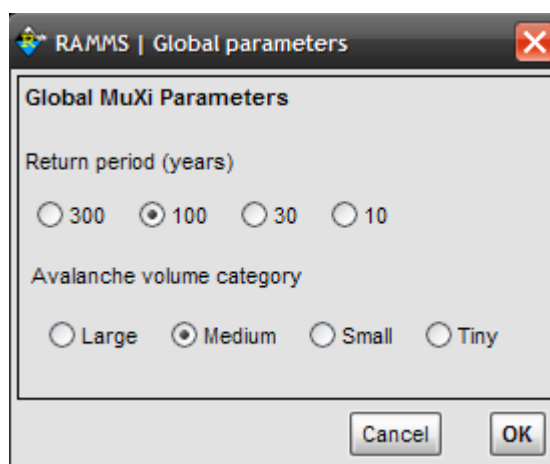 RAMMS | Global parameters
Global MuXi Parameters
Return period (years)
300 100 30 10
Avalanche volume category
Large Medium Small Tiny
Cancel OK